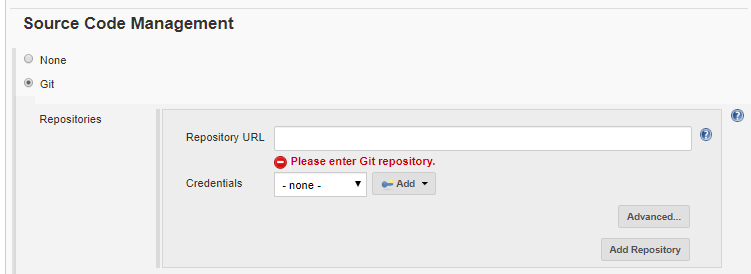 Source Code Management
None
Git
Repositories
Repository URL
Please enter Git repository.
Credentials
- none -
Add
Advanced...
Add Repository